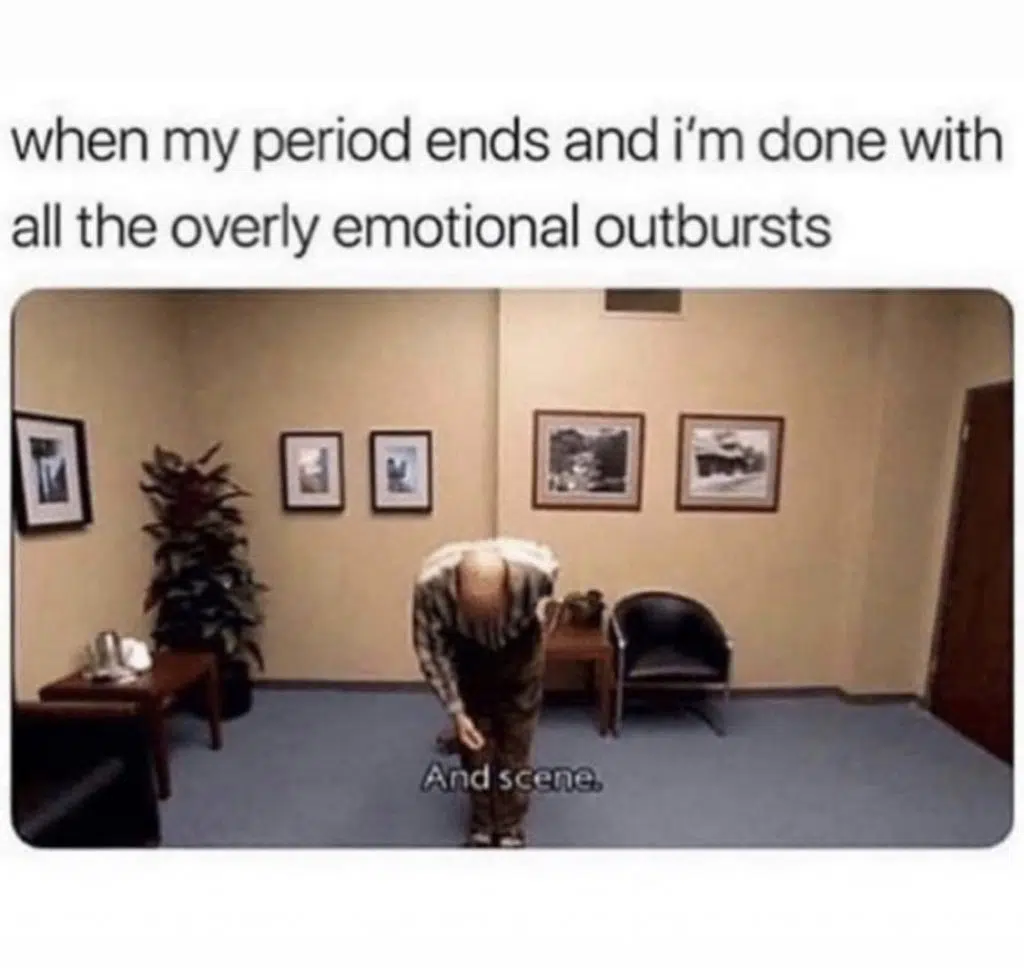 when my period ends and i'm done with
all the overly emotional outbursts
And scene.